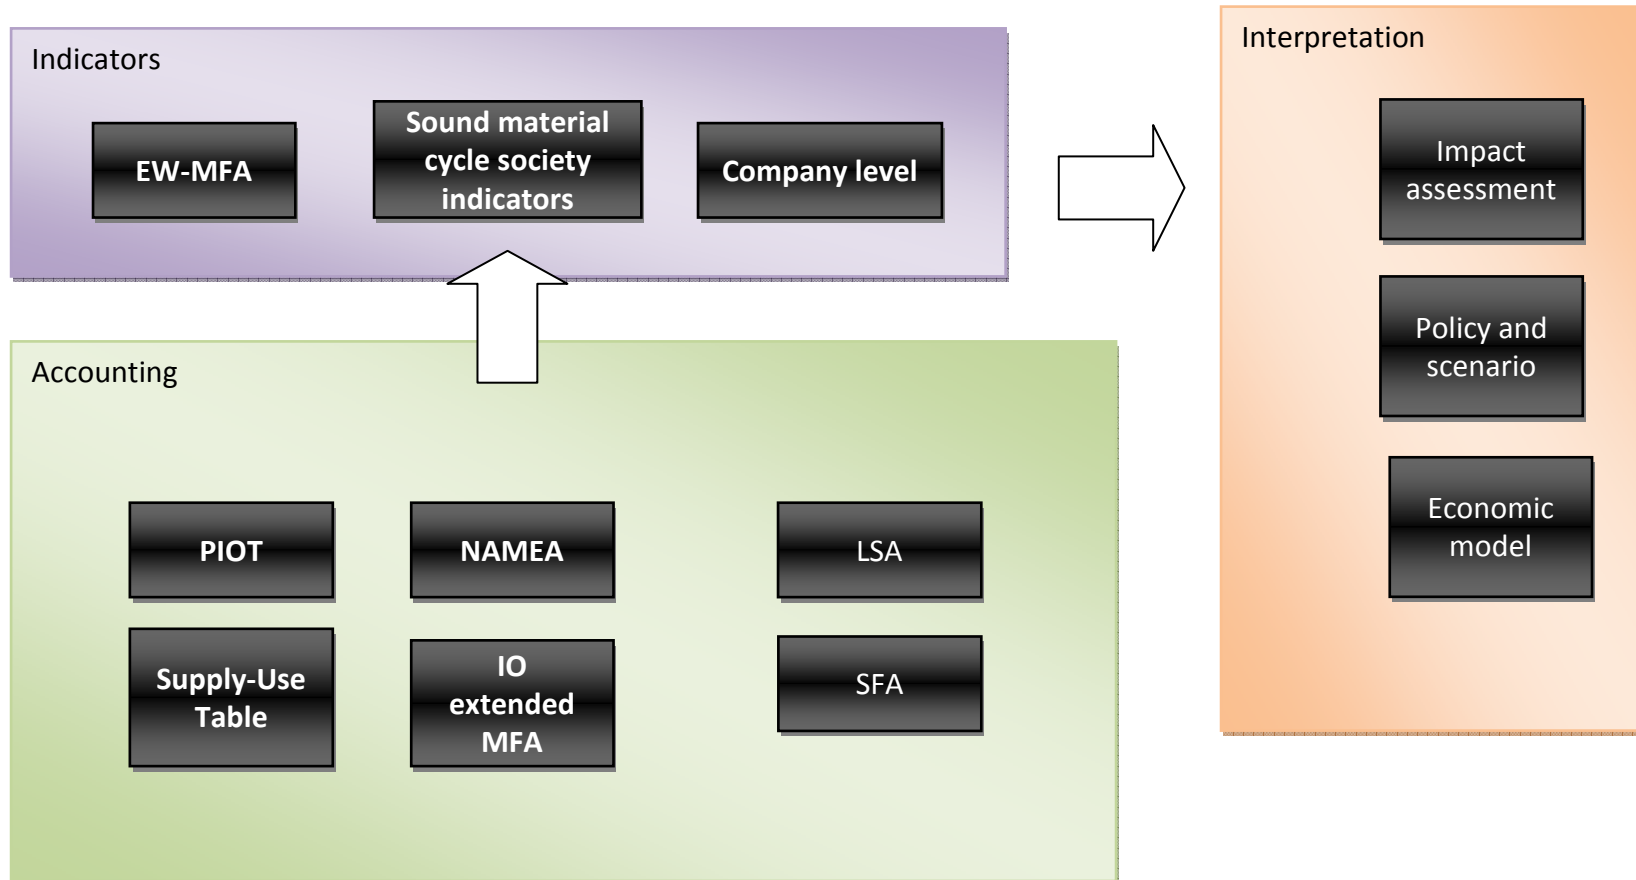 Indicators
EW-MFA
Sound material
cycle society
indicators
Company level
Interpretation
Impact
assessment
Policy and
scenario
Economic
model
Accounting
PIOT
NAMEA
LSA
Supply-Use
Table
IO
extended
MFA
SFA